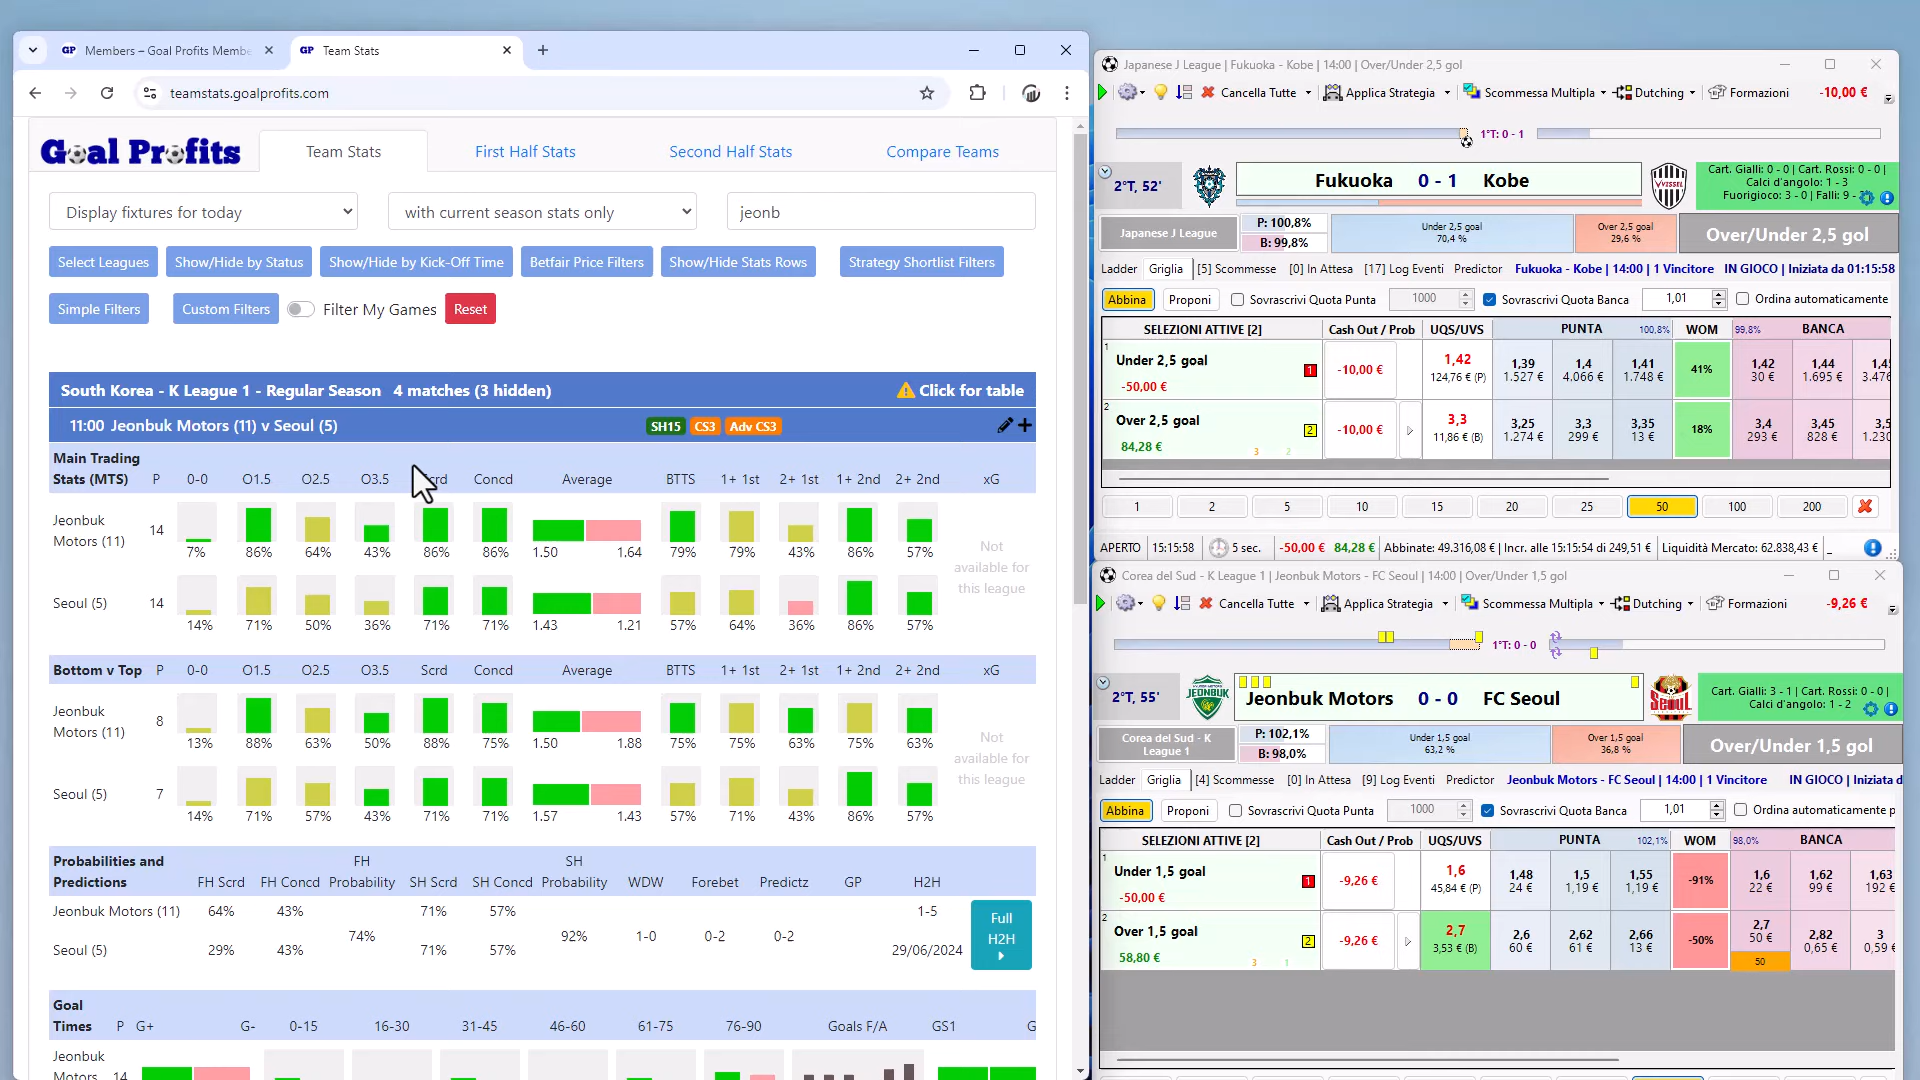 GP Members – Goal Profits Membe
GP Team Stats
teamstats.goalprofits.com
Goal Profits
Team Stats
First Half Stats
Second Half Stats
Compare Teams
Display fixtures for today
with current season stats only
jeonb
Select Leagues Show/Hide by Status Show/Hide by Kick-Off Time Betfair Price Filters Show/Hide Stats Rows Strategy Shortlist Filters
Simple Filters Custom Filters Filter My Games Reset
South Korea - K League 1 - Regular Season 4 matches (3 hidden) Click for table
11:00 Jeonbuk Motors (11) v Seoul (5) SH15 CS3 Adv CS3
Main Trading
Stats (MTS) P 0-0 O1.5 O2.5 O3.5 rd Concd Average BTTS 1+ 1st 2+ 1st 1+ 2nd 2+ 2nd xG
Jeonbuk
Motors (11) 14
7% 86% 64% 43% 86% 86% 1.50 1.64 79% 79% 43% 86% 57%
Not
available for
this league
Seoul (5) 14
14% 71% 50% 36% 71% 71% 1.43 1.21 57% 64% 36% 86% 57%
Bottom v Top P 0-0 O1.5 O2.5 O3.5 Scrd Concd Average BTTS 1+ 1st 2+ 1st 1+ 2nd 2+ 2nd xG
Jeonbuk
Motors (11) 8
13% 88% 63% 50% 88% 75% 1.50 1.88 75% 75% 63% 75% 63%
Not
available for
this league
Seoul (5) 7
14% 71% 57% 43% 71% 71% 1.57 1.43 57% 71% 43% 86% 57%
Probabilities and
Predictions
FH Scrd FH Concd FH Probability SH Scrd SH Concd SH Probability WDW Forebet Predictz GP H2H
Jeonbuk Motors (11) 64% 43% 71% 57% 1-5
74% 92% 1-0 0-2 0-2
Seoul (5) 29% 43% 71% 57% 29/06/2024
Full
H2H
Goal
Times P G+ G- 0-15 16-30 31-45 46-60 61-75 76-90 Goals F/A GS1 G
Jeonbuk
Motors 14
Japanese J League | Fukuoka - Kobe | 14:00 | Over/Under 2,5 gol
Cancella Tutte Applica Strategia Scommessa Multipla Dutching Formazioni -10,00 €
1°T: 0 - 1
2°T, 52'
Fukuoka 0 - 1 Kobe
VISSEL
Cart. Gialli: 0 - 0 | Cart. Rossi: 0 - 0 |
Calci d'angolo: 1 - 3
Fuorigioco: 3 - 0 | Falli: 9 -
Japanese J League
P: 100,8%
B: 99,8%
Under 2,5 goal
70,4 %
Over 2,5 goal
29,6 %
Over/Under 2,5 gol
Ladder Griglia [5] Scommesse [0] In Attesa [17] Log Eventi Predictor Fukuoka - Kobe | 14:00 | 1 Vincitore IN GIOCO | Iniziata da 01:15:58
Abbina Proponi Sovrascrivi Quota Punta 1000 Sovrascrivi Quota Banca 1,01 Ordina automaticamente
SELEZIONI ATTIVE [2] Cash Out / Prob UQS/UVS PUNTA 100,8% WOM 99,8% BANCA
1 Under 2,5 goal 1 -10,00 € 1,42 1,39 1,4 1,41 41% 1,42 1,44 1,4
-50,00 € 124,76 € (P) 1.527 € 4.066 € 1.748 € 30 € 1.695 € 3.476
2 Over 2,5 goal 2 -10,00 € 3,3 3,25 3,3 3,35 18% 3,4 3,45 3,5
84,28 € 3 2 11,86 € (B) 1.274 € 299 € 13 € 293 € 828 € 1.230
1 2 5 10 15 20 25 50 100 200
APERTO 15:15:58 5 sec. -50,00 € 84,28 € Abbinate: 49.316,08 € | Incr. alle 15:15:54 di 249,51 € Liquidità Mercato: 62.838,43 €
Corea del Sud - K League 1 | Jeonbuk Motors - FC Seoul | 14:00 | Over/Under 1,5 gol
Cancella Tutte Applica Strategia Scommessa Multipla Dutching Formazioni -9,26 €
1°T: 0 - 0
2°T, 55'
JEONBUK
Jeonbuk Motors 0 - 0 FC Seoul
SEOUL
Cart. Gialli: 3 - 1 | Cart. Rossi: 0 - 0 |
Calci d'angolo: 1 - 2
Corea del Sud - K
League 1
P: 102,1%
B: 98,0%
Under 1,5 goal
63,2 %
Over 1,5 goal
36,8 %
Over/Under 1,5 gol
Ladder Griglia [4] Scommesse [0] In Attesa [9] Log Eventi Predictor Jeonbuk Motors - FC Seoul | 14:00 | 1 Vincitore IN GIOCO | Iniziata d
Abbina Proponi Sovrascrivi Quota Punta 1000 Sovrascrivi Quota Banca 1,01 Ordina automaticamente p
SELEZIONI ATTIVE [2] Cash Out / Prob UQS/UVS PUNTA 102,1% WOM 98,0% BANCA
1 Under 1,5 goal 1 -9,26 € 1,6 1,48 1,5 1,55 -91% 1,6 1,62 1,63
-50,00 € 45,84 € (P) 24 € 1,19 € 1,19 € 22 € 99 € 192 €
2 Over 1,5 goal 2 -9,26 € 2,7 2,6 2,62 2,66 -50% 2,7 2,82 3
58,80 € 3 1 3,53 € (B) 60 € 61 € 13 € 50 € 0,65 € 0,59 €
50